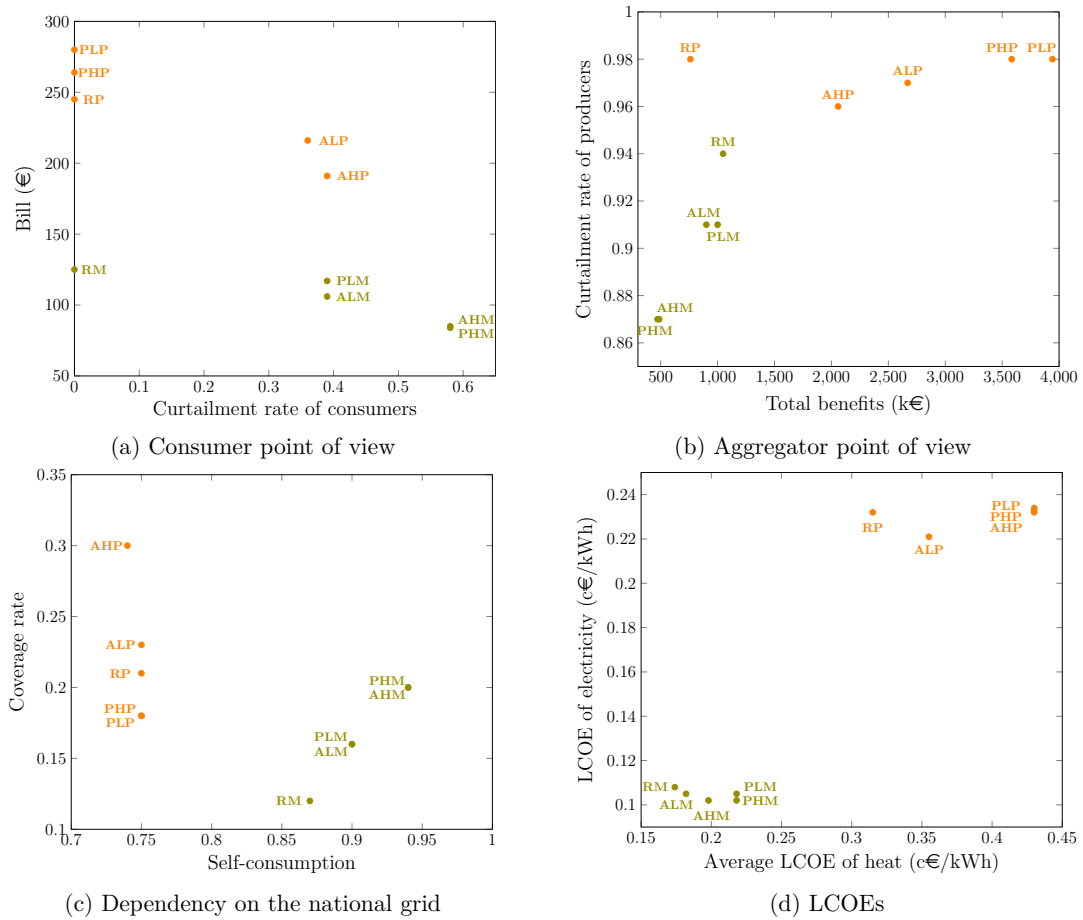 300
250
200
150
100
50
Bill (€)
PLP
PHP
RP
ALP
AHP
RM
PLM
ALM
AHM
PHM
0
0.1
0.2
0.3
0.4
0.5
0.6
Curtailment rate of consumers
(a) Consumer point of view
1
0.98
0.96
0.94
0.92
0.9
0.88
0.86
Curtailment rate of producers
RP
PHP
PLP
ALP
AHP
RM
ALM
PLM
AHM
PHM
500
1,000
1,500
2,000
2,500
3,000
3,500
4,000
Total benefits (k€)
(b) Aggregator point of view
0.35
0.3
0.25
0.2
0.15
0.1
Coverage rate
AHP
ALP
RP
PHP
PLP
PHM
AHM
PLM
ALM
RM
0.7
0.75
0.8
0.85
0.9
0.95
1
Self-consumption
(c) Dependency on the national grid
0.24
0.22
0.2
0.18
0.16
0.14
0.12
0.1
LCOE of electricity (c€/kWh)
PLP
PHP
AHP
RP
ALP
RM
PLM
ALM
PHM
AHM
0.15
0.2
0.25
0.3
0.35
0.4
0.45
Average LCOE of heat (c€/kWh)
(d) LCOEs